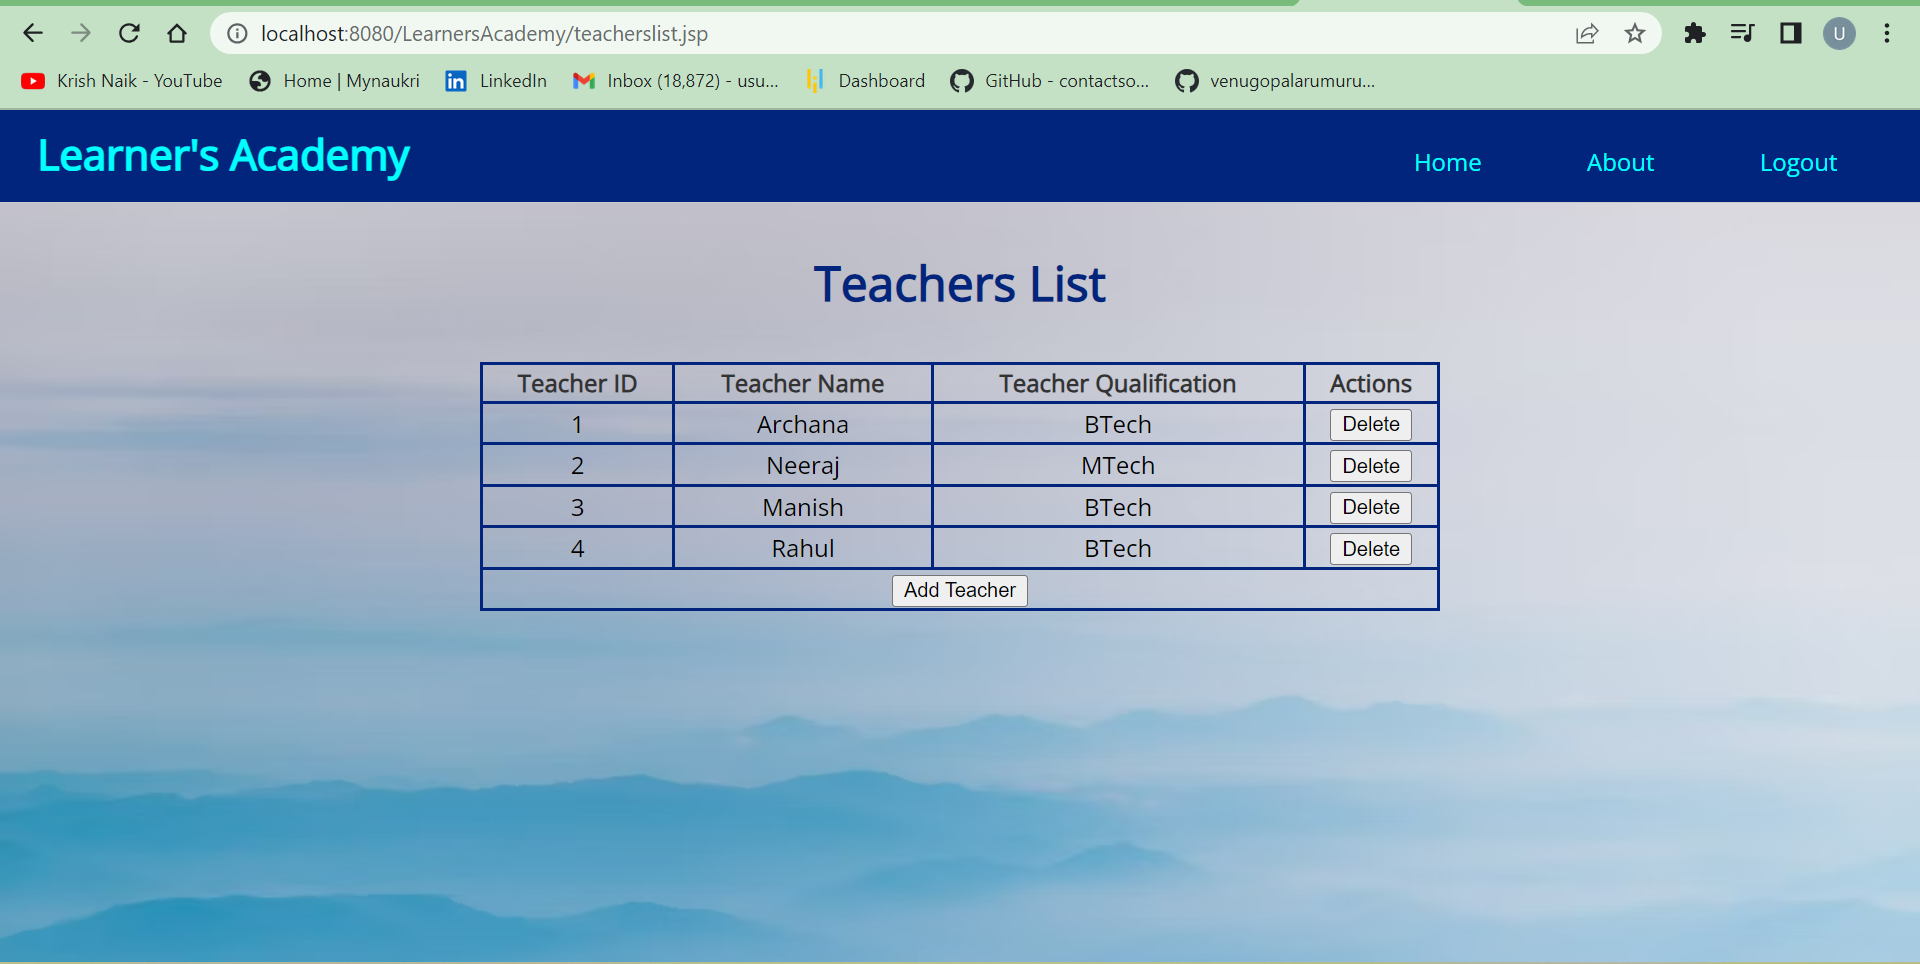 localhost:8080/LearnersAcademy/teacherslist.jsp
U
Krish Naik - YouTube Home | Mynaukri LinkedIn Inbox (18,872) - usu... Dashboard GitHub - contactso... venugopalarumuru...
Learner's Academy Home About Logout
Teachers List
Teacher ID Teacher Name Teacher Qualification Actions
1 Archana BTech Delete
2 Neeraj MTech Delete
3 Manish BTech Delete
4 Rahul BTech Delete
Add Teacher